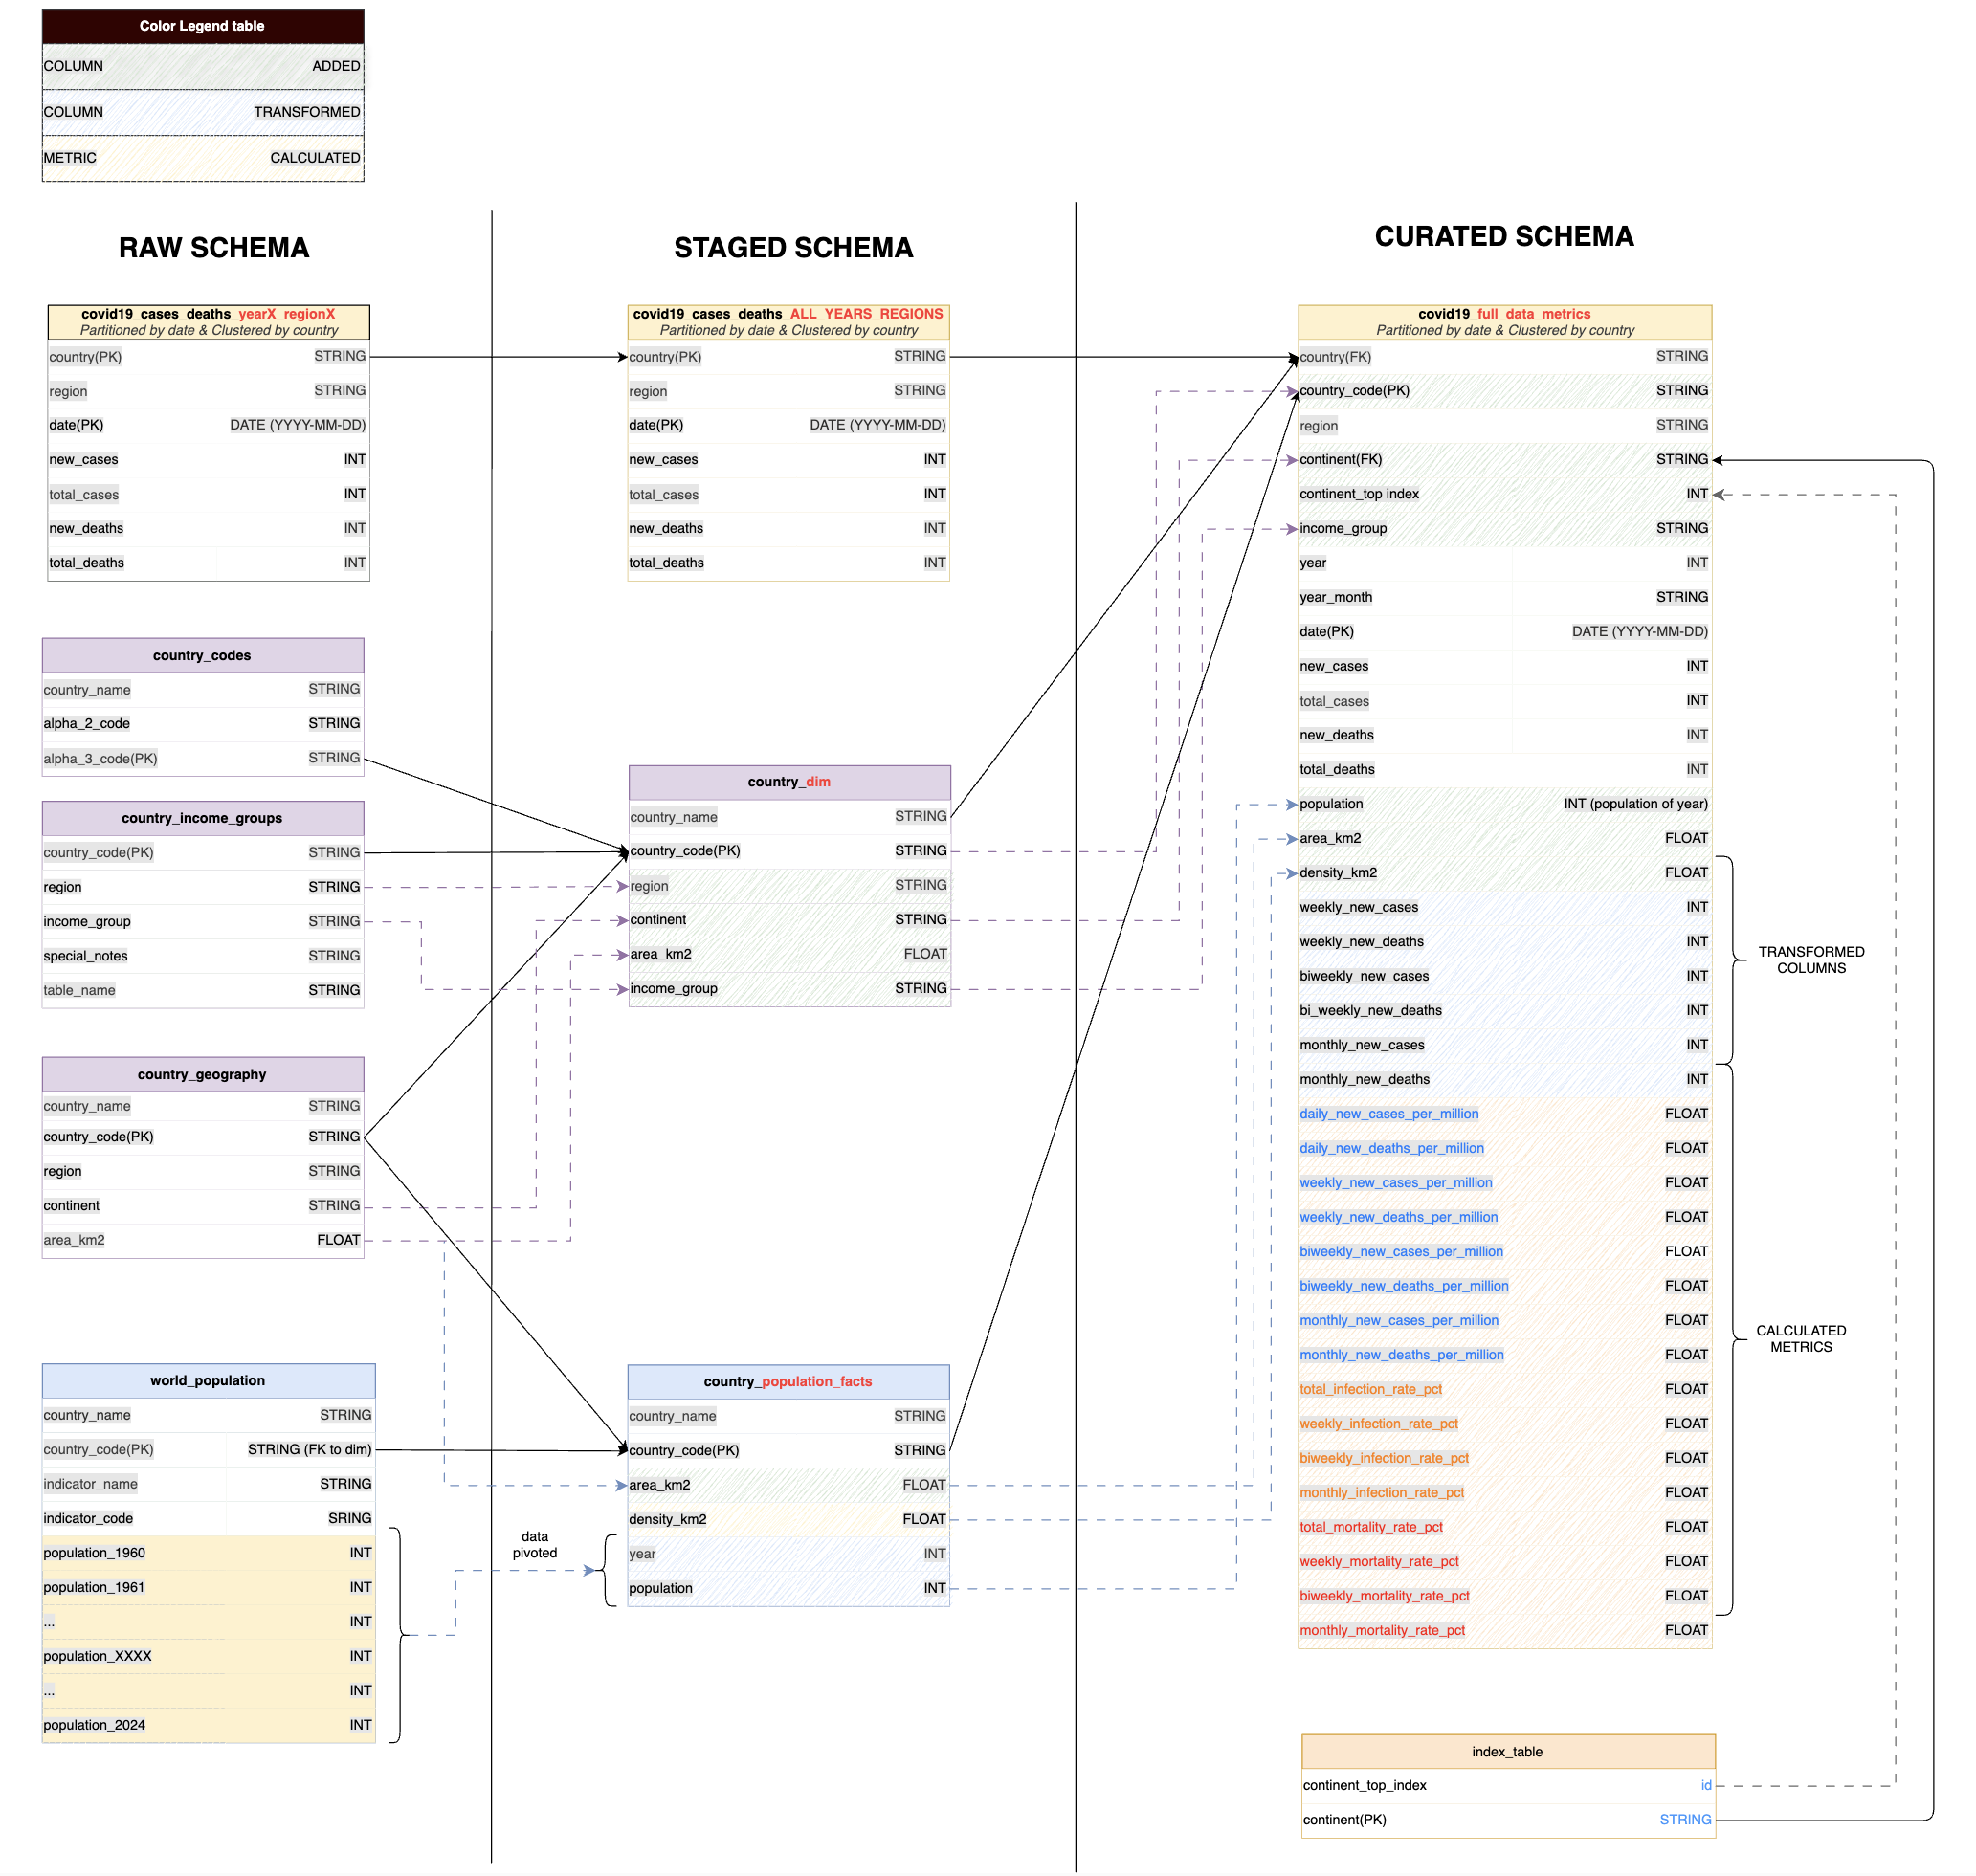 Color Legend table
COLUMN ADDED
COLUMN TRANSFORMED
METRIC CALCULATED
RAW SCHEMA
covid19_cases_deaths_yearX_regionX
Partitioned by date & Clustered by country
country(PK) STRING
region STRING
date(PK) DATE (YYYY-MM-DD)
new_cases INT
total_cases INT
new_deaths INT
total_deaths INT
country_codes
country_name STRING
alpha_2_code STRING
alpha_3_code(PK) STRING
country_income_groups
country_code(PK) STRING
region STRING
income_group STRING
special_notes STRING
table_name STRING
country_geography
country_name STRING
country_code(PK) STRING
region STRING
continent STRING
area_km2 FLOAT
world_population
country_name STRING
country_code(PK) STRING (FK to dim)
indicator_name STRING
indicator_code SRING
population_1960 INT
population_1961 INT
... INT
population_XXXX INT
... INT
population_2024 INT
STAGED SCHEMA
covid19_cases_deaths_ALL_YEARS_REGIONS
Partitioned by date & Clustered by country
country(PK) STRING
region STRING
date(PK) DATE (YYYY-MM-DD)
new_cases INT
total_cases INT
new_deaths INT
total_deaths INT
country_dim
country_name STRING
country_code(PK) STRING
region STRING
continent STRING
area_km2 FLOAT
income_group STRING
country_population_facts
country_name STRING
country_code(PK) STRING
area_km2 FLOAT
density_km2 FLOAT
data
pivoted
year INT
population INT
CURATED SCHEMA
covid19_full_data_metrics
Partitioned by date & Clustered by country
country(FK) STRING
country_code(PK) STRING
region STRING
continent(FK) STRING
continent_top index INT
income_group STRING
year INT
year_month STRING
date(PK) DATE (YYYY-MM-DD)
new_cases INT
total_cases INT
new_deaths INT
total_deaths INT
population INT (population of year)
area_km2 FLOAT
density_km2 FLOAT
weekly_new_cases INT
weekly_new_deaths INT
biweekly_new_cases INT
bi_weekly_new_deaths INT
monthly_new_cases INT
monthly_new_deaths INT
daily_new_cases_per_million FLOAT
daily_new_deaths_per_million FLOAT
weekly_new_cases_per_million FLOAT
weekly_new_deaths_per_million FLOAT
biweekly_new_cases_per_million FLOAT
biweekly_new_deaths_per_million FLOAT
monthly_new_cases_per_million FLOAT
monthly_new_deaths_per_million FLOAT
total_infection_rate_pct FLOAT
weekly_infection_rate_pct FLOAT
biweekly_infection_rate_pct FLOAT
monthly_infection_rate_pct FLOAT
total_mortality_rate_pct FLOAT
weekly_mortality_rate_pct FLOAT
biweekly_mortality_rate_pct FLOAT
monthly_mortality_rate_pct FLOAT
TRANSFORMED
COLUMNS
CALCULATED
METRICS
index_table
continent_top_index id
continent(PK) STRING